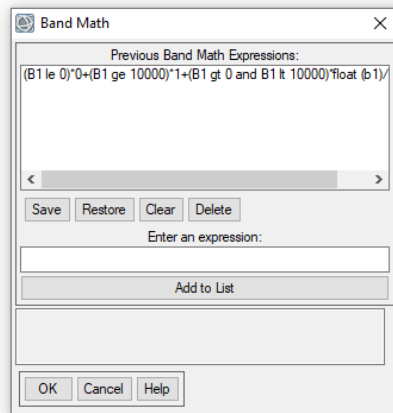 Band Math
Previous Band Math Expressions:
(B1 le 0)*0+(B1 ge 10000)*1+(B1 gt 0 and B1 lt 10000)*float (b1)/
Save Restore Clear Delete
Enter an expression:
Add to List
OK Cancel Help